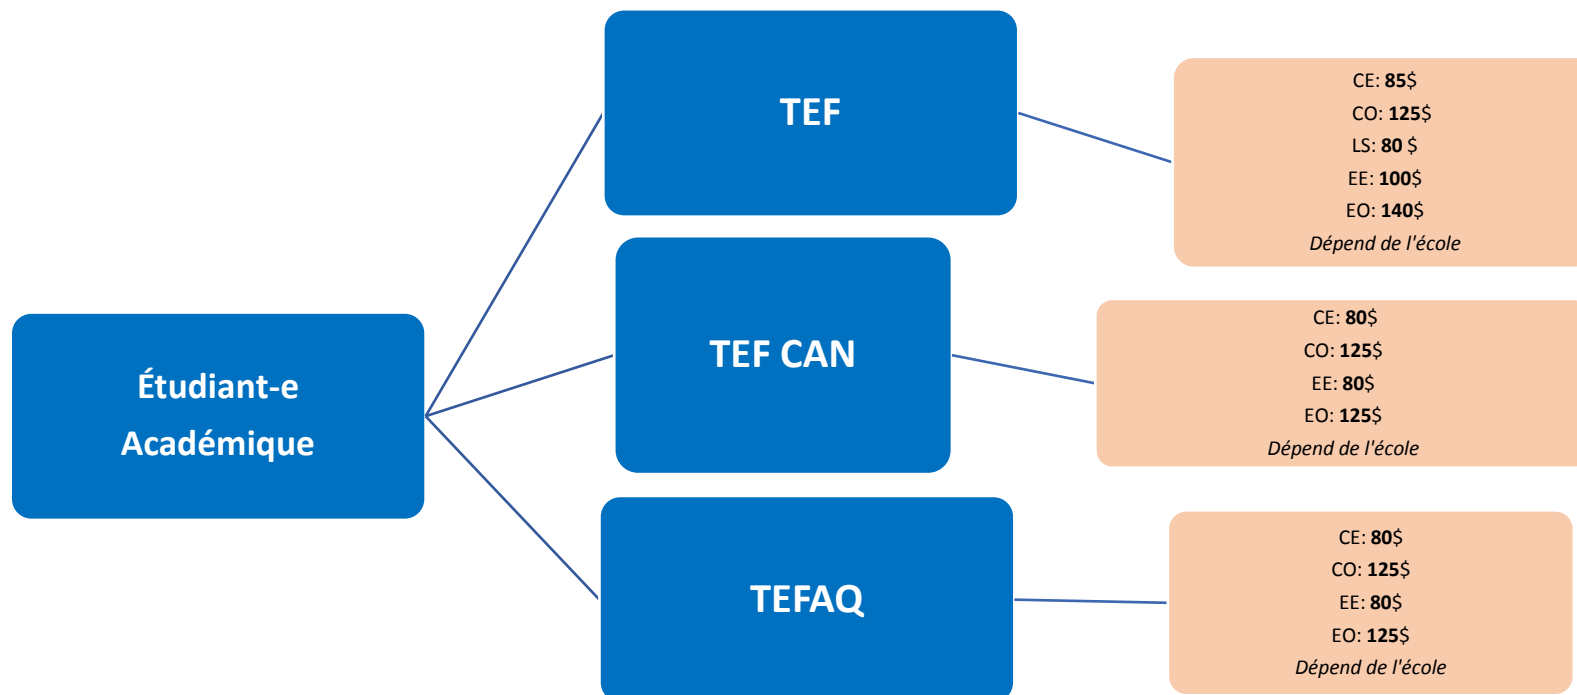 Étudiant-e
Académique
TEF
CE: 85$
CO: 125$
LS: 80 $
EE: 100$
EO: 140$
Dépend de l'école
TEF CAN
CE: 80$
CO: 125$
EE: 80$
EO: 125$
Dépend de l'école
TEFAQ
CE: 80$
CO: 125$
EE: 80$
EO: 125$
Dépend de l'école